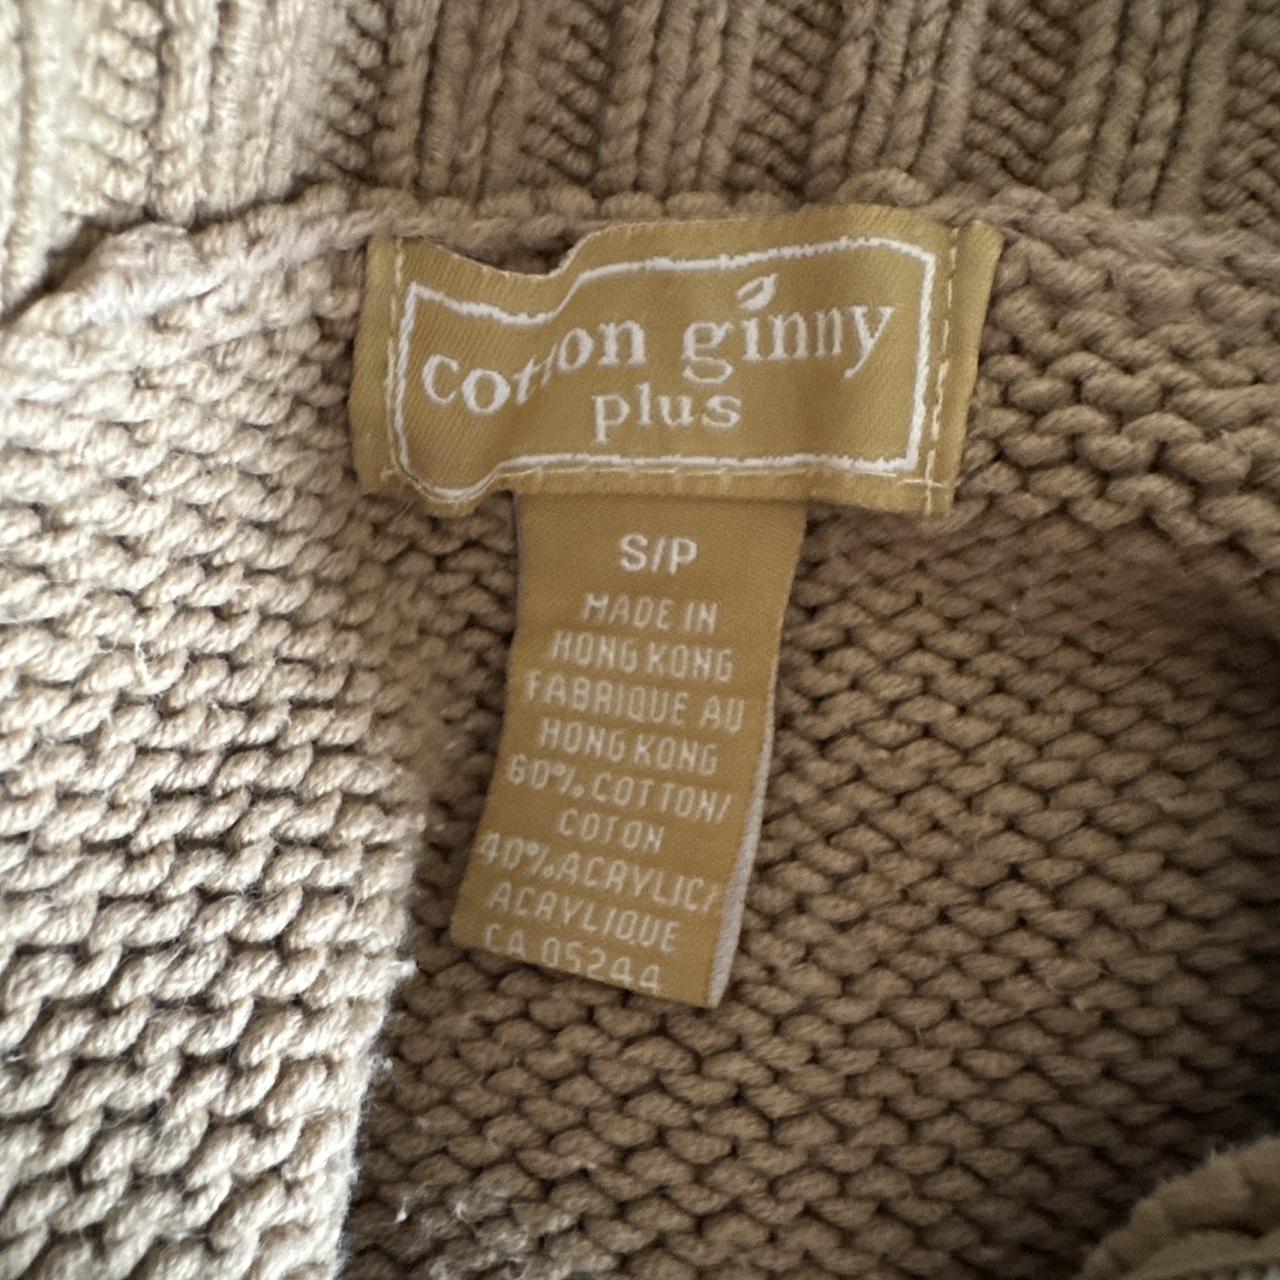 cotton ginny
plus
S/P
MADE IN
HONG KONG
FABRIQUE AU
HONG KONG
60% COTTON/
COTON
40% ACRYLIC/
ACRYLIQUE
CA 05244